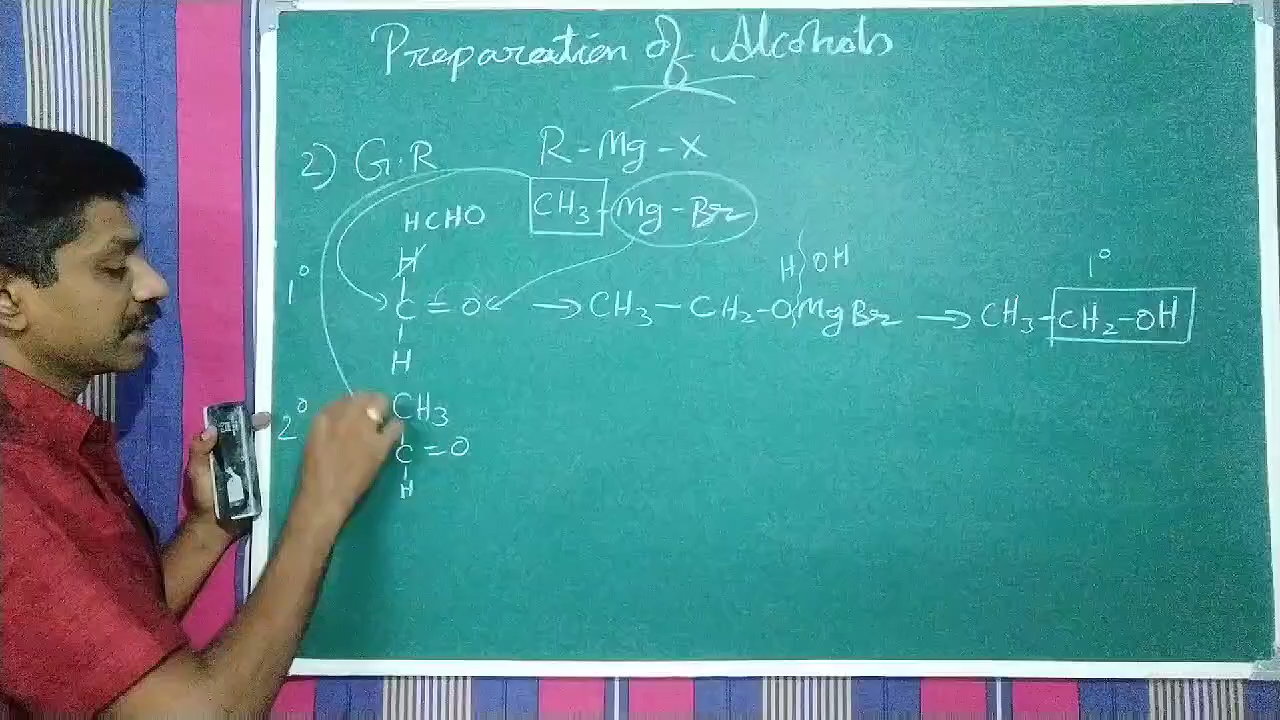 Preparation of Alcohols
2) G.R R-Mg-X
HCHO CH3-Mg-Br
H
1° C=O → CH3-CH2-O MgBr → CH3-CH2-OH
H OH
1°
H
2° CH3
C=O
H